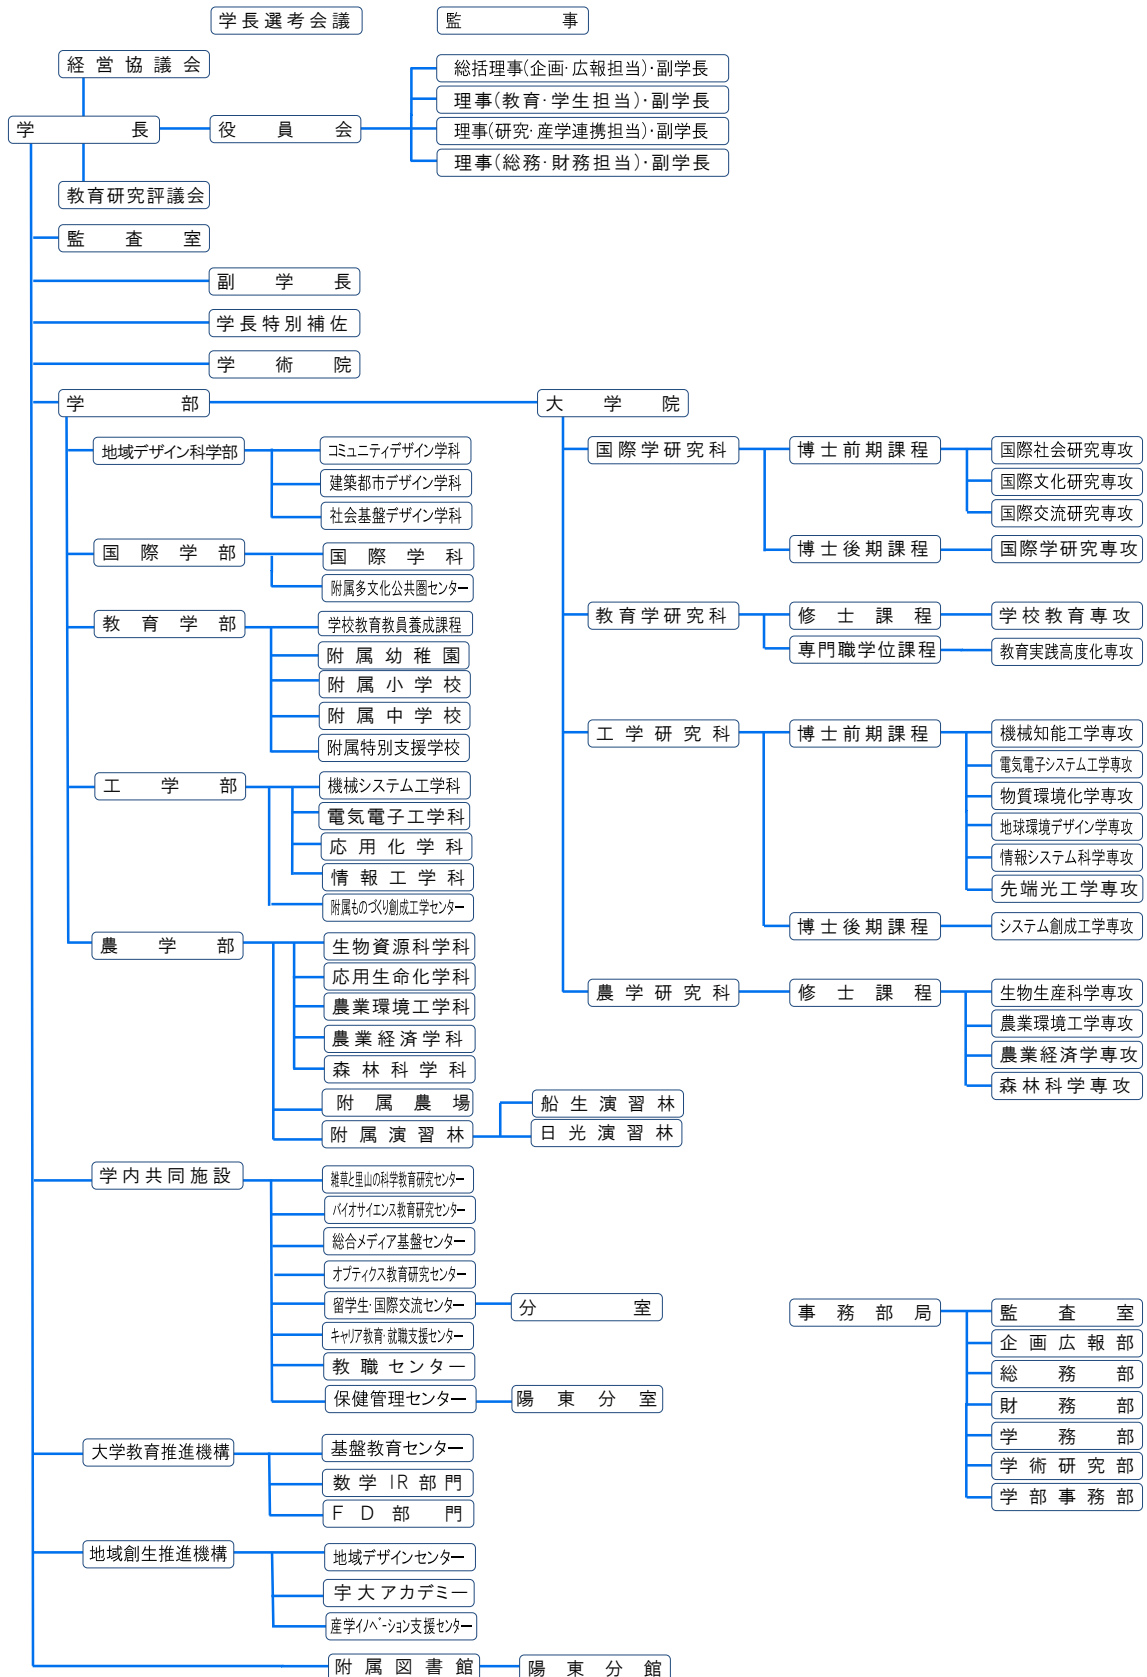 学長選考会議
監事
経営協議会
総括理事(企画・広報担当)・副学長
理事(教育・学生担当)・副学長
学長
役員会
理事(研究・産学連携担当)・副学長
理事(総務・財務担当)・副学長
教育研究評議会
監査室
副学長
学長特別補佐
学術院
学部
大学院
地域デザイン科学部
コミュニティデザイン学科
建築都市デザイン学科
社会基盤デザイン学科
国際学部
国際学科
附属多文化公共圏センター
教育学部
学校教育教員養成課程
附属幼稚園
附属小学校
附属中学校
附属特別支援学校
工学部
機械システム工学科
電気電子工学科
応用化学科
情報工学科
附属ものづくり創成工学センター
農学部
生物資源科学科
応用生命化学科
農業環境工学科
農業経済学科
森林科学科
附属農場
附属演習林
船生演習林
日光演習林
国際学研究科
博士前期課程
国際社会研究専攻
国際文化研究専攻
国際交流研究専攻
博士後期課程
国際学研究専攻
教育学研究科
修士課程
学校教育専攻
専門職学位課程
教育実践高度化専攻
工学研究科
博士前期課程
機械知能工学専攻
電気電子システム工学専攻
物質環境化学専攻
地球環境デザイン学専攻
情報システム科学専攻
先端光工学専攻
博士後期課程
システム創成工学専攻
農学研究科
修士課程
生物生産科学専攻
農業環境工学専攻
農業経済学専攻
森林科学専攻
学内共同施設
雑草と里山の科学教育研究センター
バイオサイエンス教育研究センター
総合メディア基盤センター
オプティクス教育研究センター
留学生・国際交流センター
分室
キャリア教育・就職支援センター
教職センター
保健管理センター
陽東分室
事務部局
監査室
企画広報部
総務部
財務部
学務部
学術研究部
学部事務部
大学教育推進機構
基盤教育センター
数学IR部門
FD部門
地域創生推進機構
地域デザインセンター
宇大アカデミー
産学イノベーション支援センター
附属図書館
陽東分館